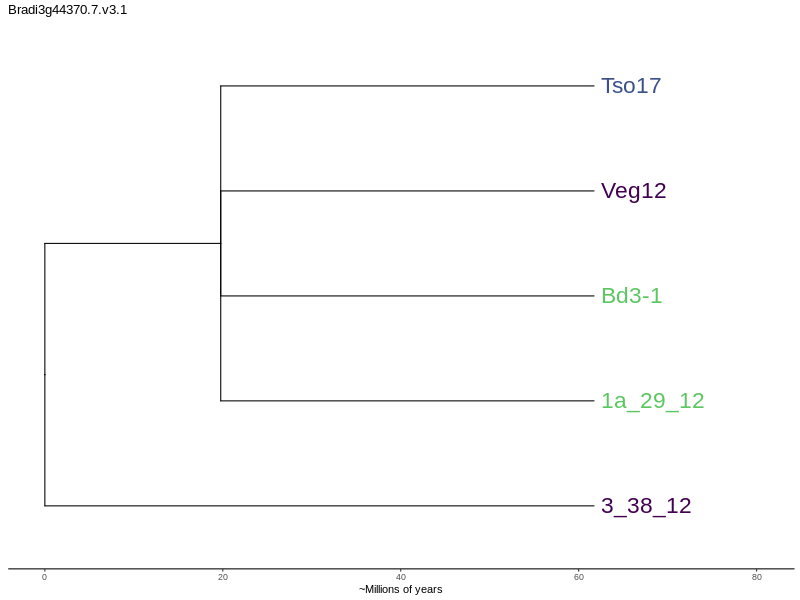 Bradi3g44370.7.v3.1
Tso17
Veg12
Bd3-1
1a_29_12
3_38_12
0 20 40 60 80
~Millions of years